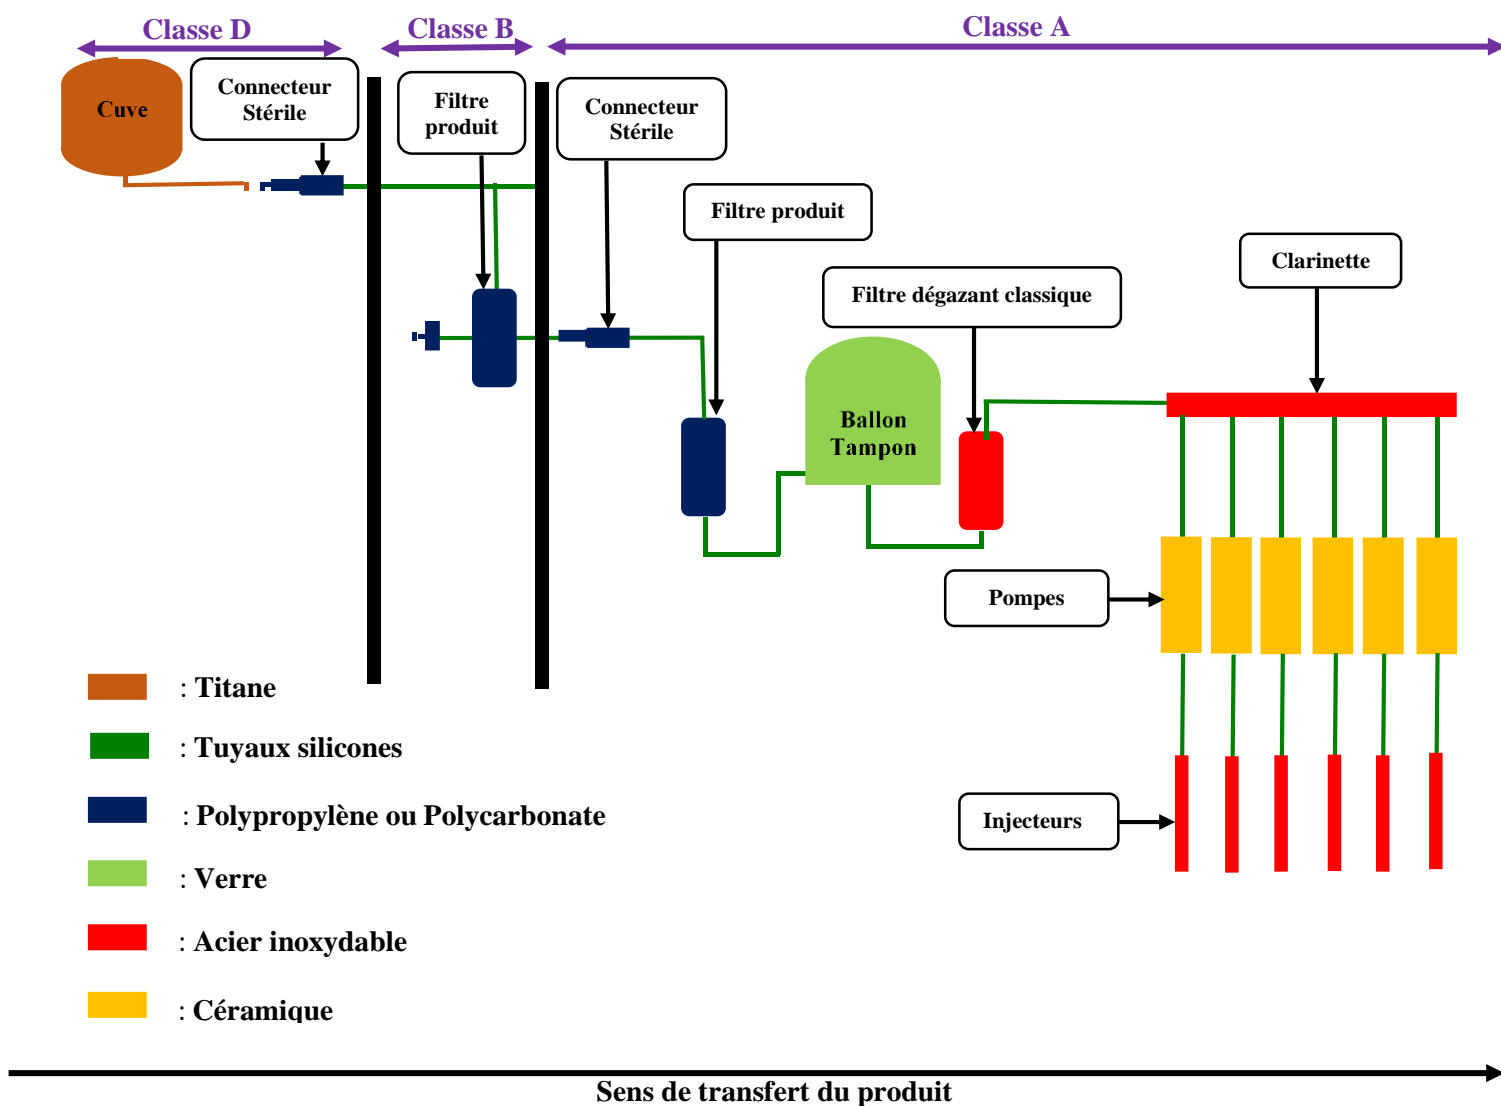 Classe D
Classe B
Classe A
Cuve
Connecteur
Stérile
Filtre
produit
Connecteur
Stérile
Filtre produit
Filtre dégazant classique
Clarinette
Ballon
Tampon
Pompes
Injecteurs
: Titane
: Tuyaux silicones
: Polypropylène ou Polycarbonate
: Verre
: Acier inoxydable
: Céramique
Sens de transfert du produit